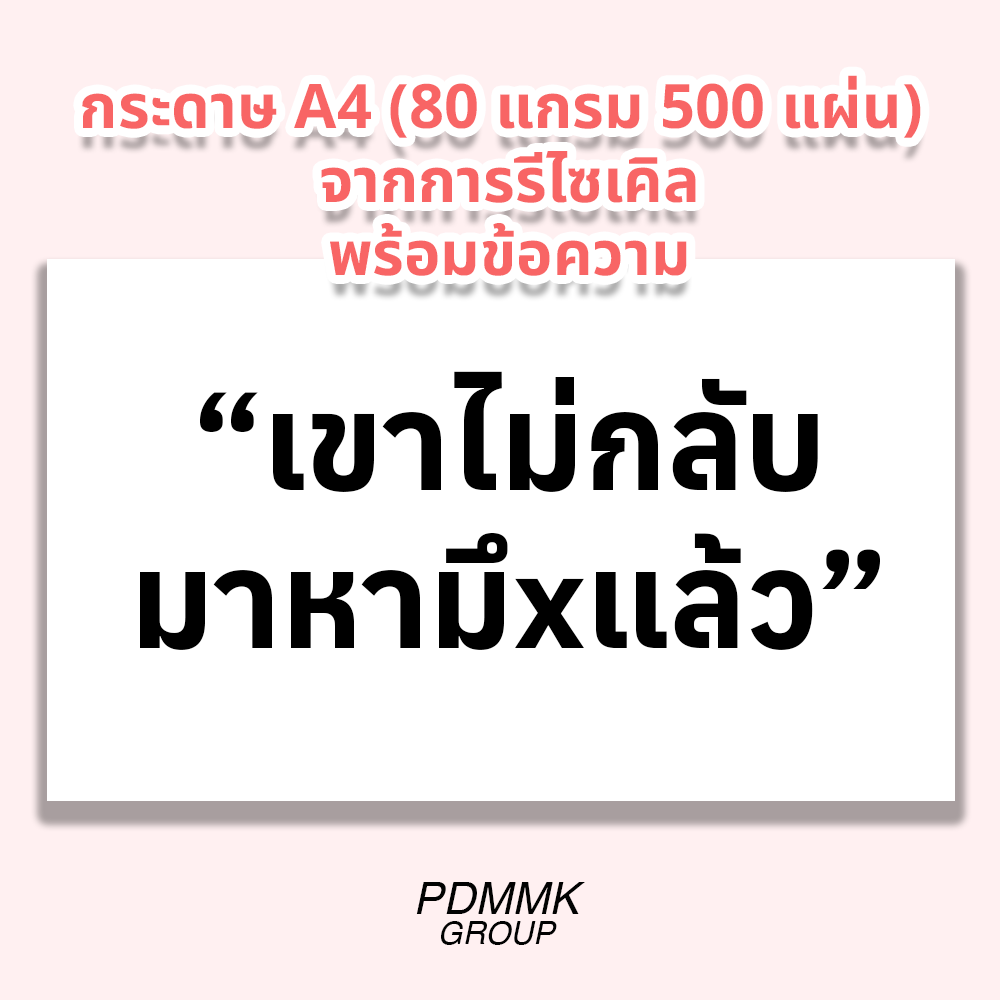 กระดาษ A4 (80 แกรม 500 แผ่น)
จากการรีไซเคิล
พร้อมข้อความ
“เขาไม่กลับ
มาหามึxแล้ว”
PDMMK
GROUP